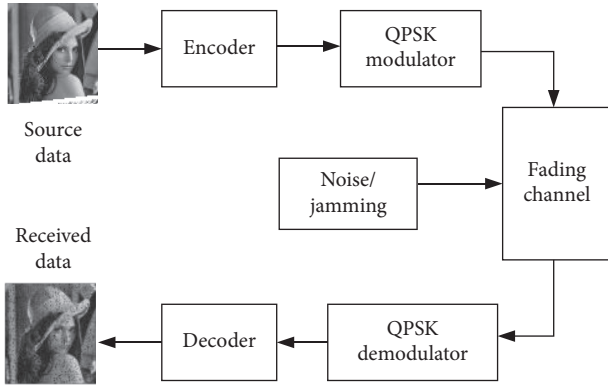 Encoder
QPSK
modulator
Source
data
Noise/
jamming
Fading
channel
Received
data
Decoder
QPSK
demodulator